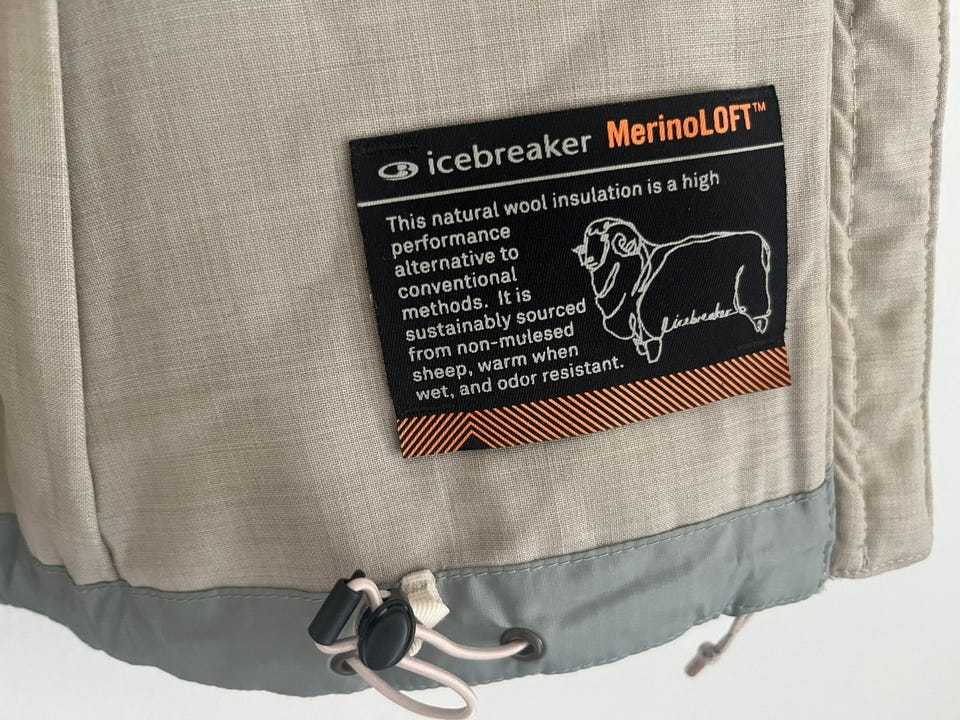 icebreaker MerinoLOFT™
This natural wool insulation is a high
performance
alternative to
conventional
methods. It is
sustainably sourced
from non-mulesed
sheep, warm when
wet, and odor resistant.
icebreaker